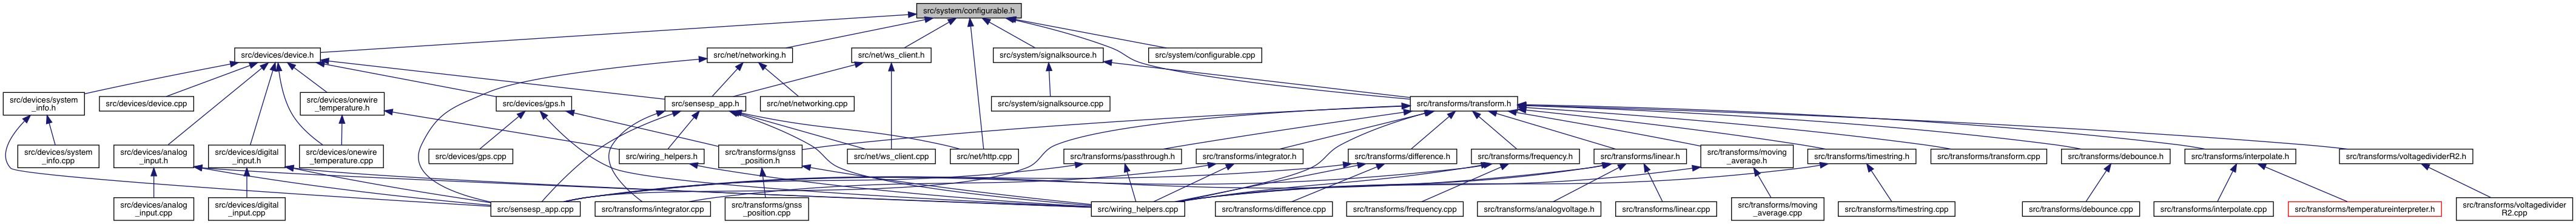 src/system/configurable.h
src/devices/device.h
src/net/networking.h
src/net/ws_client.h
src/system/signalksource.h
src/system/configurable.cpp
src/devices/system
_info.h
src/devices/device.cpp
src/devices/onewire
_temperature.h
src/devices/gps.h
src/sensesp_app.h
src/net/networking.cpp
src/system/signalksource.cpp
src/transforms/transform.h
src/devices/system
_info.cpp
src/devices/analog
_input.h
src/devices/digital
_input.h
src/devices/onewire
_temperature.cpp
src/devices/gps.cpp
src/wiring_helpers.h
src/transforms/gnss
_position.h
src/net/ws_client.cpp
src/net/http.cpp
src/transforms/passthrough.h
src/transforms/integrator.h
src/transforms/difference.h
src/transforms/frequency.h
src/transforms/linear.h
src/transforms/moving
_average.h
src/transforms/timestring.h
src/transforms/transform.cpp
src/transforms/debounce.h
src/transforms/interpolate.h
src/transforms/voltagedividerR2.h
src/devices/analog
_input.cpp
src/devices/digital
_input.cpp
src/sensesp_app.cpp
src/transforms/integrator.cpp
src/transforms/gnss
_position.cpp
src/wiring_helpers.cpp
src/transforms/difference.cpp
src/transforms/frequency.cpp
src/transforms/analogvoltage.h
src/transforms/linear.cpp
src/transforms/moving
_average.cpp
src/transforms/timestring.cpp
src/transforms/debounce.cpp
src/transforms/interpolate.cpp
src/transforms/temperatureinterpreter.h
src/transforms/voltagedivider
R2.cpp